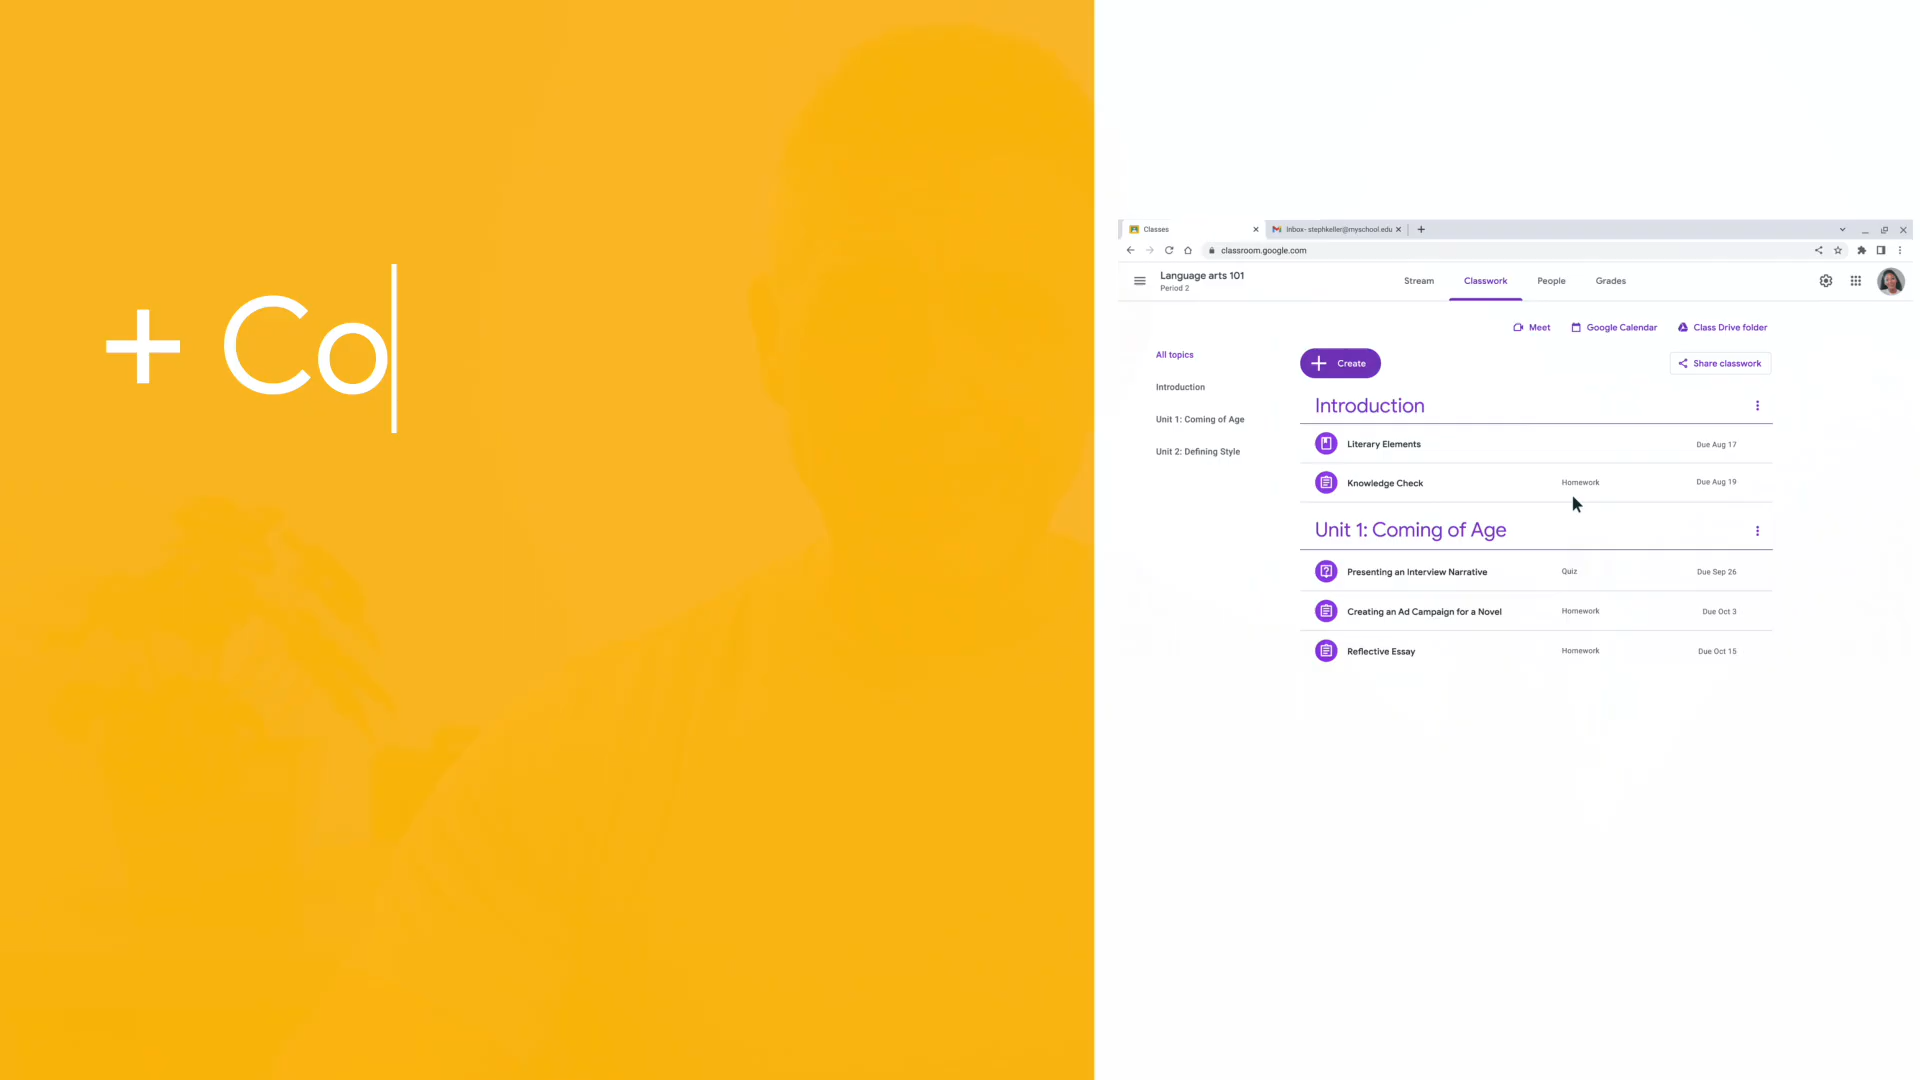 + Co
Classes
Inbox- stephkeller@myschool.edu
classroom.google.com
Language arts 101
Period 2
Stream
Classwork
People
Grades
Meet
Google Calendar
Class Drive folder
All topics
Introduction
Unit 1: Coming of Age
Unit 2: Defining Style
Create
Share classwork
Introduction
Literary Elements
Due Aug 17
Knowledge Check
Homework
Due Aug 19
Unit 1: Coming of Age
Presenting an Interview Narrative
Quiz
Due Sep 26
Creating an Ad Campaign for a Novel
Homework
Due Oct 3
Reflective Essay
Homework
Due Oct 15